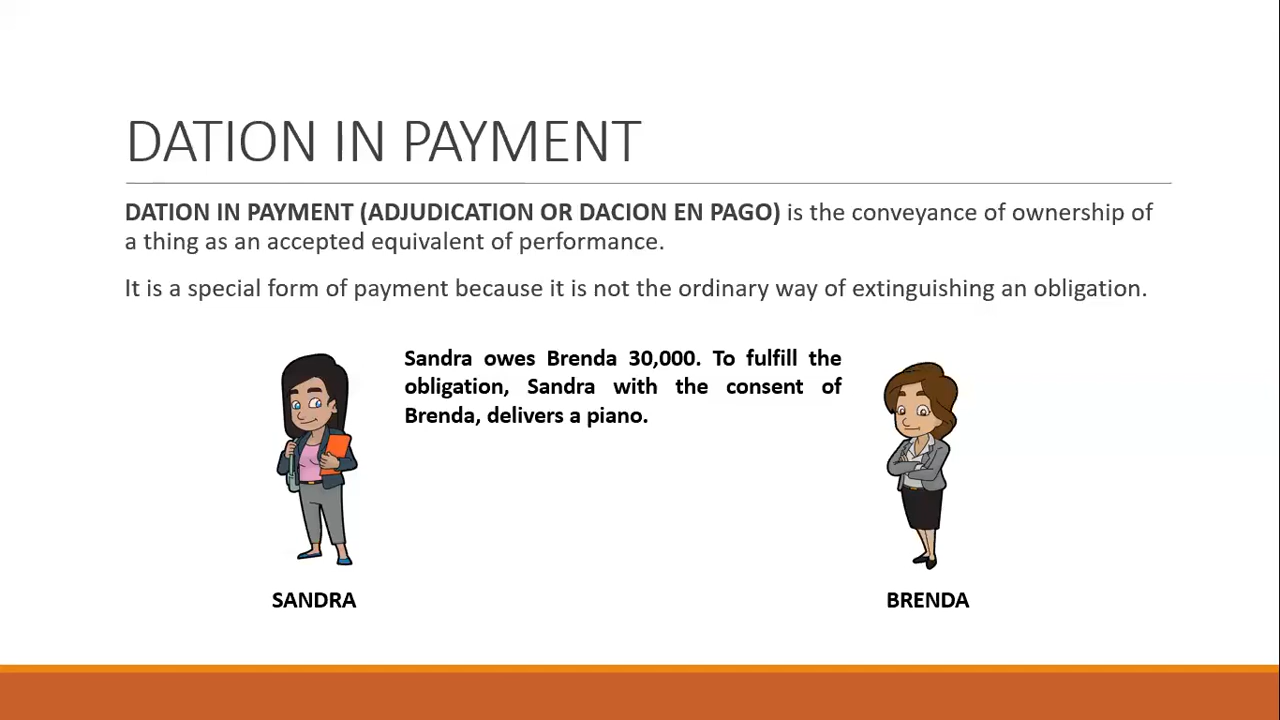 DATION IN PAYMENT
DATION IN PAYMENT (ADJUDICATION OR DACION EN PAGO) is the conveyance of ownership of
a thing as an accepted equivalent of performance.
It is a special form of payment because it is not the ordinary way of extinguishing an obligation.
Sandra owes Brenda 30,000. To fulfill the
obligation, Sandra with the consent of
Brenda, delivers a piano.
SANDRA
BRENDA